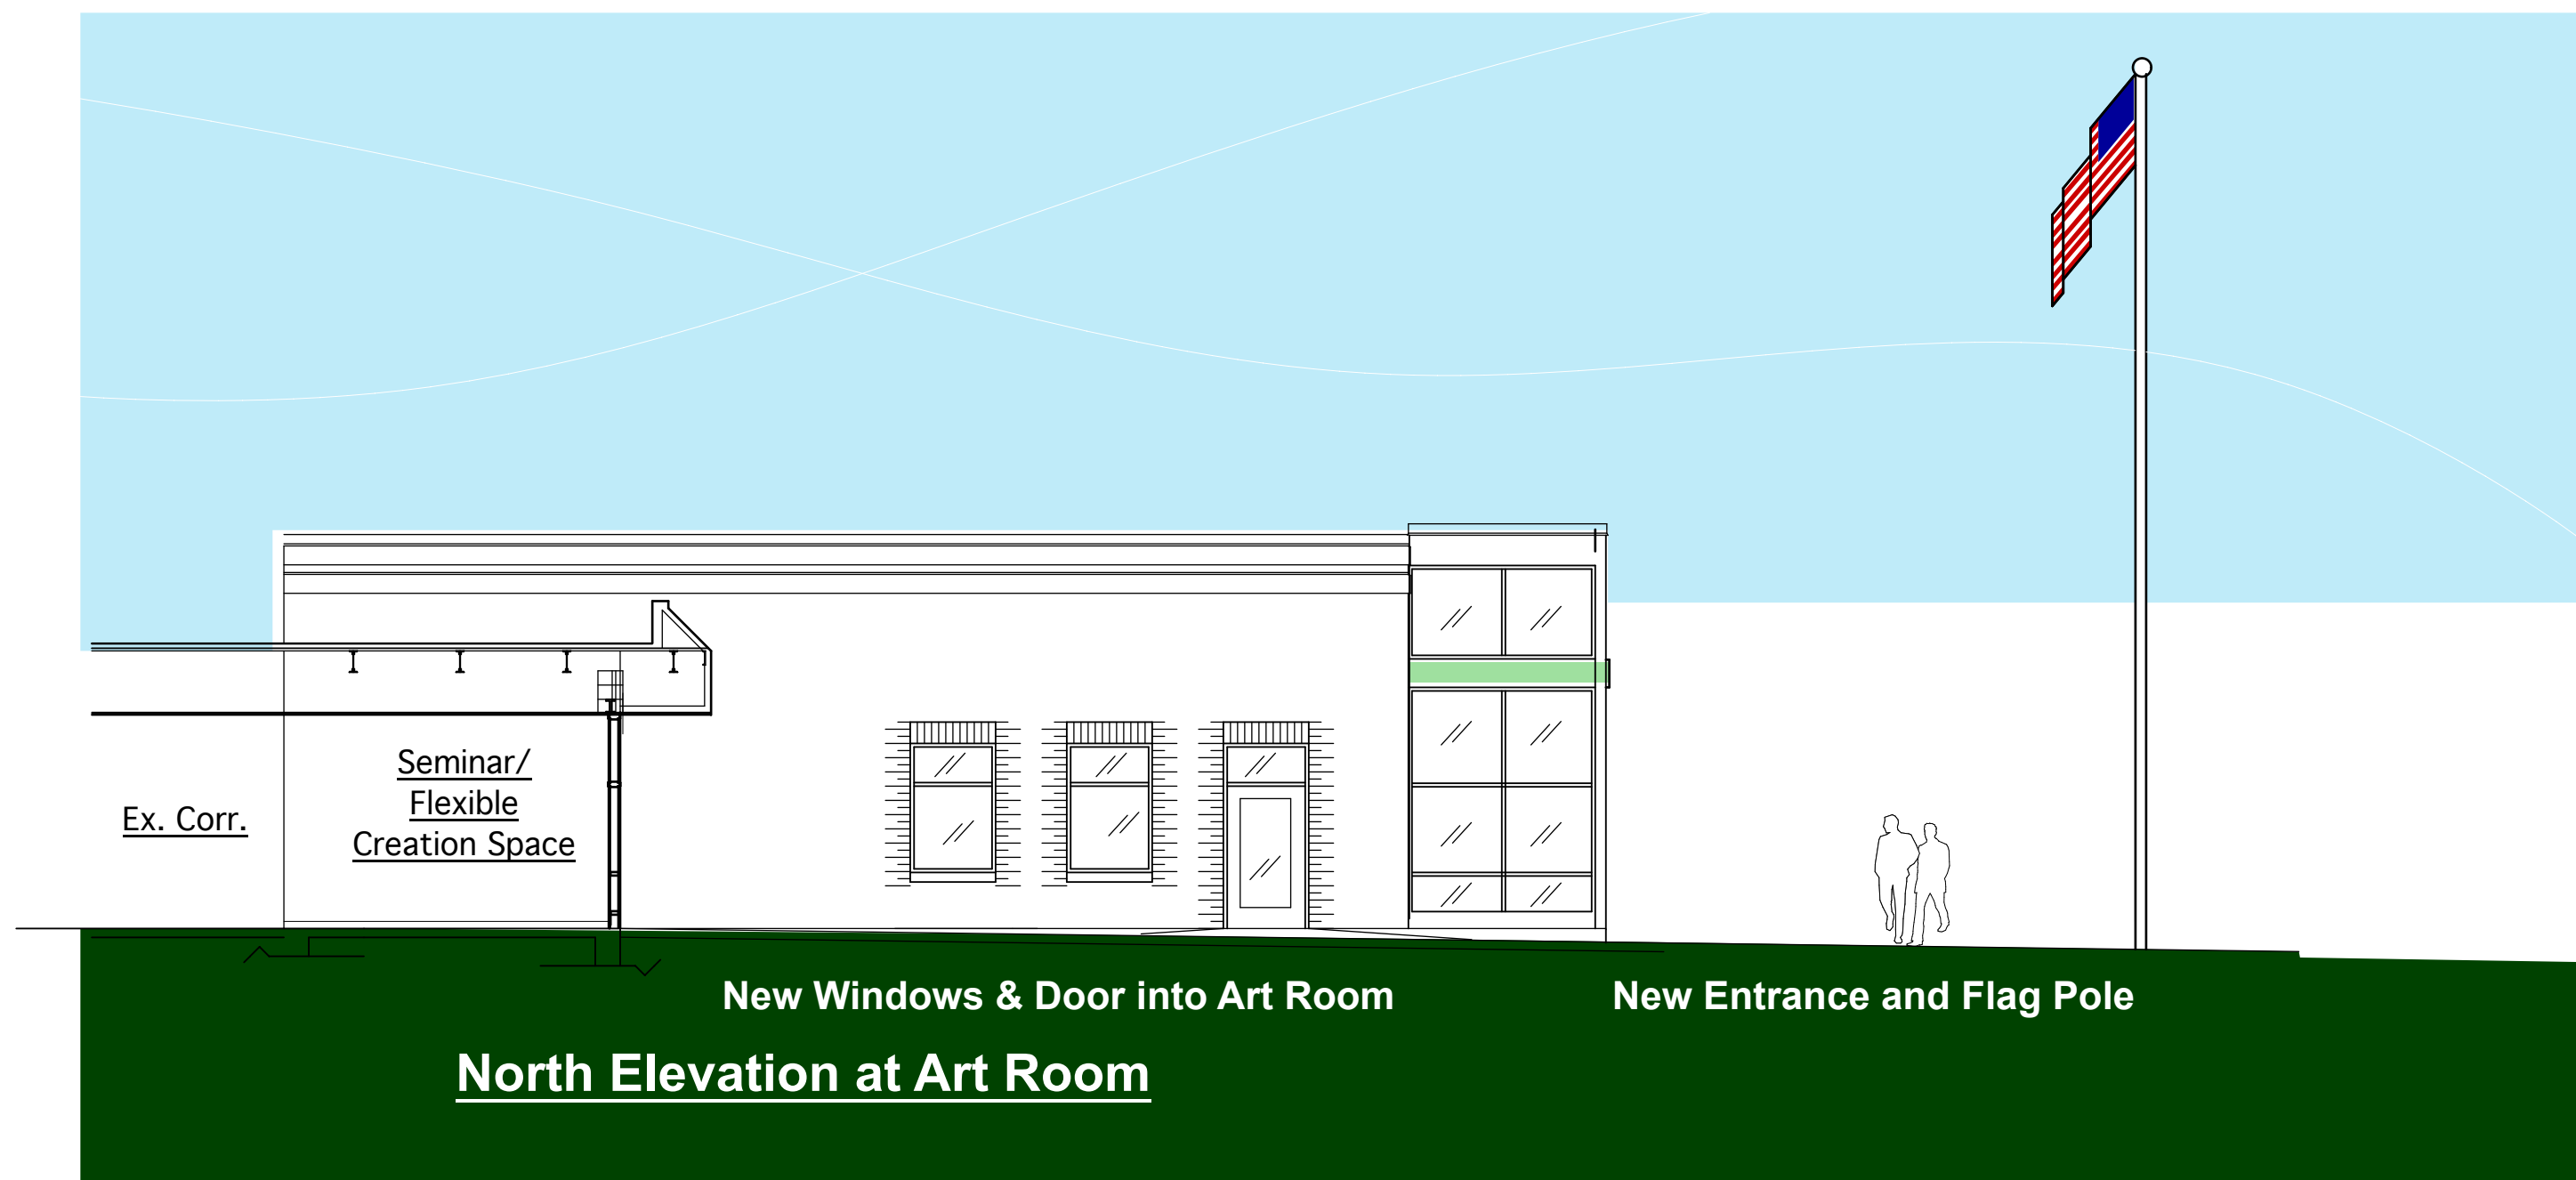 Ex. Corr.
Seminar/
Flexible
Creation Space
New Windows & Door into Art Room
New Entrance and Flag Pole
North Elevation at Art Room